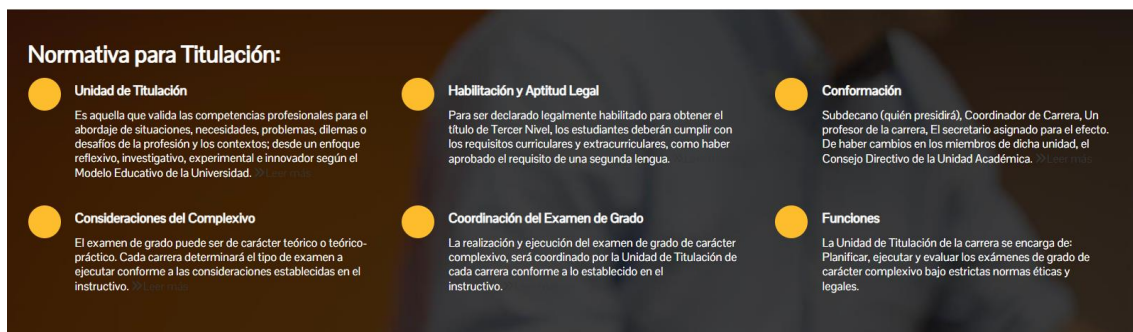 Normativa para Titulación:
Unidad de Titulación
Es aquella que valida las competencias profesionales para el
abordaje de situaciones, necesidades, problemas, dilemas o
desafíos de la profesión y los contextos; desde un enfoque
reflexivo, investigativo, experimental e innovador según el
Modelo Educativo de la Universidad. »Leer más
Habilitación y Aptitud Legal
Para ser declarado legalmente habilitado para obtener el
título de Tercer Nivel, los estudiantes deberán cumplir con
los requisitos curriculares y extracurriculares, como haber
aprobado el requisito de una segunda lengua.
Conformación
Subdecano (quién presidirá), Coordinador de Carrera, Un
profesor de la carrera, El secretario asignado para el efecto.
De haber cambios en los miembros de dicha unidad, el
Consejo Directivo de la Unidad Académica. »Leer más
Consideraciones del Complexivo
El examen de grado puede ser de carácter teórico o teórico-
práctico. Cada carrera determinará el tipo de examen a
ejecutar conforme a las consideraciones establecidas en el
instructivo. »Leer más
Coordinación del Examen de Grado
La realización y ejecución del examen de grado de carácter
complexivo, será coordinado por la Unidad de Titulación de
cada carrera conforme a lo establecido en el
instructivo.
Funciones
La Unidad de Titulación de la carrera se encarga de:
Planificar, ejecutar y evaluar los exámenes de grado de
carácter complexivo bajo estrictas normas éticas y
legales.